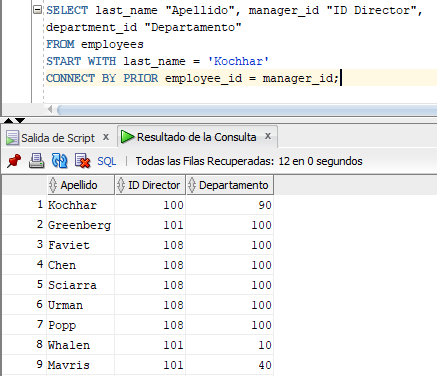 SELECT last_name "Apellido", manager_id "ID Director",
department_id "Departamento"
FROM employees
START WITH last_name = 'Kochhar'
CONNECT BY PRIOR employee_id = manager_id;
Salida de Script x Resultado de la Consulta x
SQL | Todas las Filas Recuperadas: 12 en 0 segundos
Apellido ID Director Departamento
1 Kochhar 100 90
2 Greenberg 101 100
3 Faviet 108 100
4 Chen 108 100
5 Sciarra 108 100
6 Urman 108 100
7 Popp 108 100
8 Whalen 101 10
9 Mavris 101 40